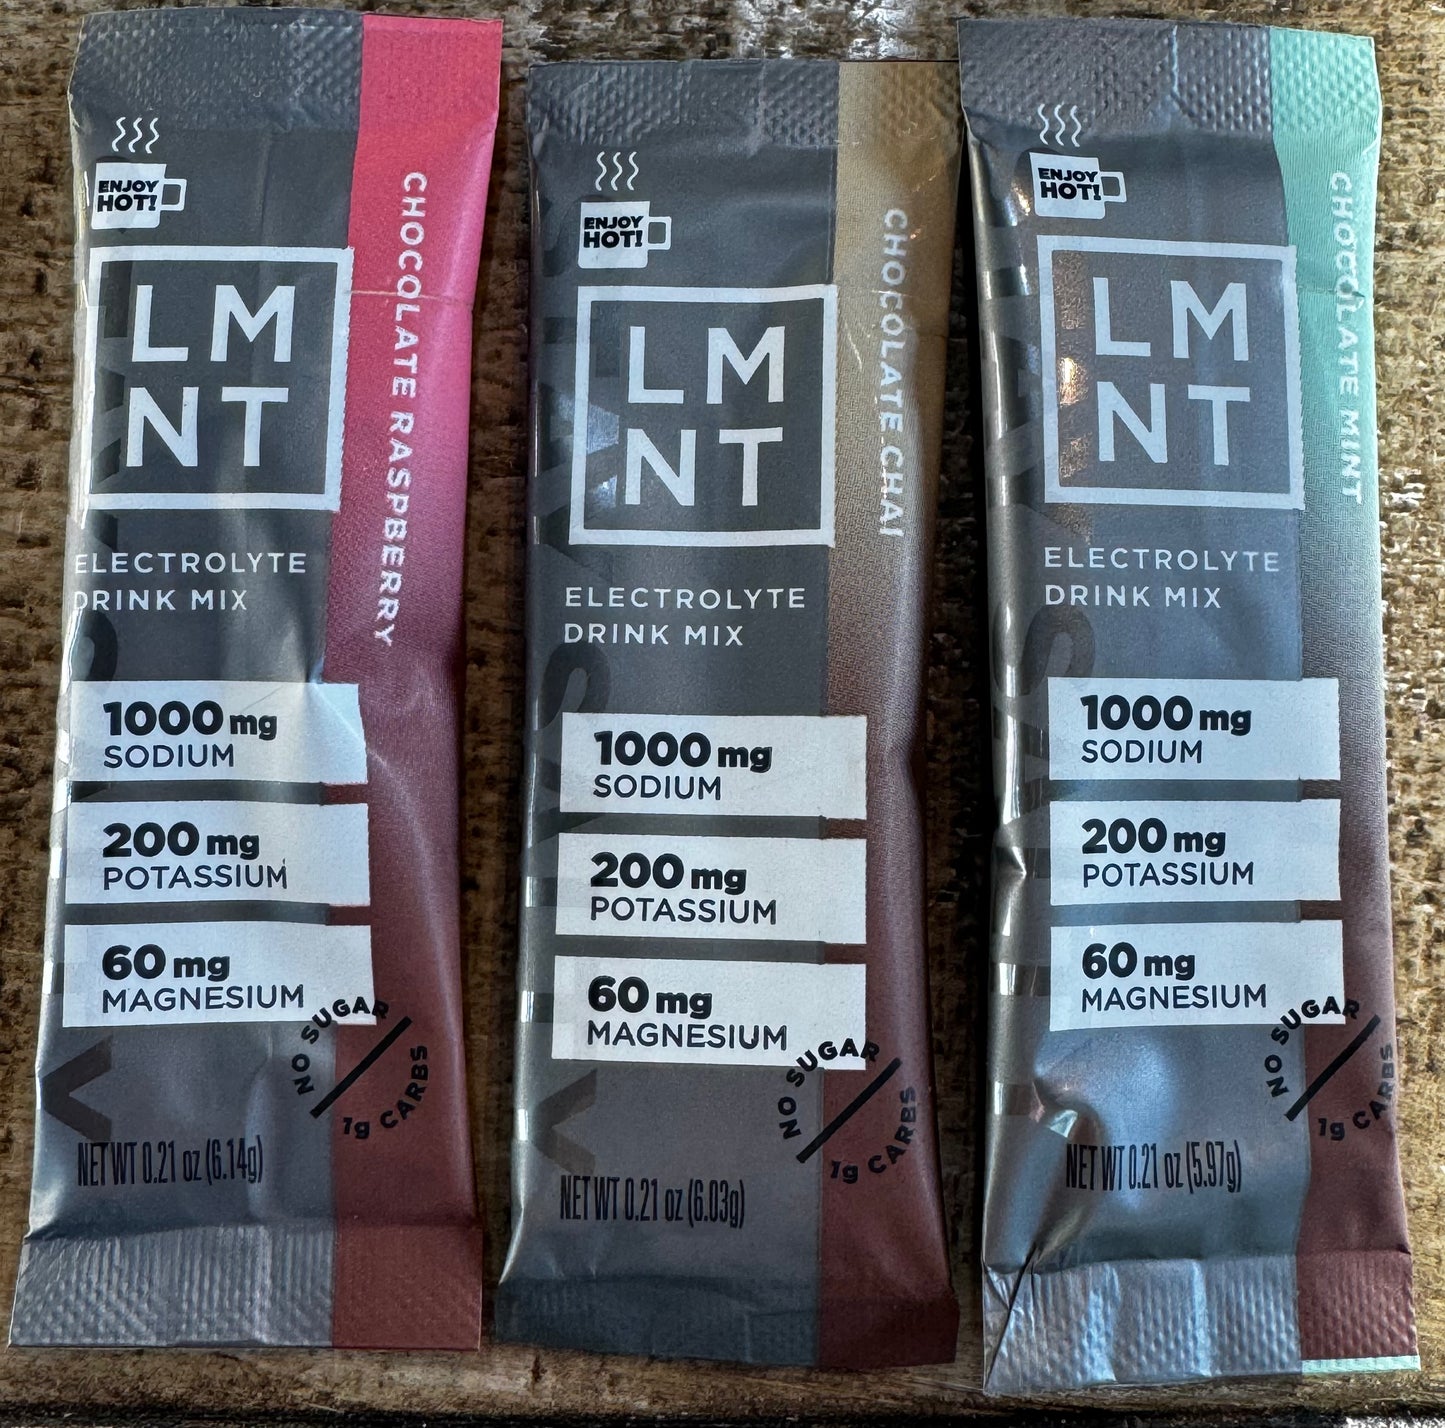 ENJOY
HOT!
LM
NT
CHOCOLATE RASPBERRY
ELECTROLYTE
DRINK MIX
1000 mg
SODIUM
200 mg
POTASSIUM
60 mg
MAGNESIUM
NO SUGAR
1g CARBS
NET WT 0.21 oz (6.14g)
ENJOY
HOT!
LM
NT
CHOCOLATE CHAI
ELECTROLYTE
DRINK MIX
1000 mg
SODIUM
200 mg
POTASSIUM
60 mg
MAGNESIUM
NO SUGAR
1g CARBS
NET WT 0.21 oz (6.03g)
ENJOY
HOT!
LM
NT
CHOCOLATE MINT
ELECTROLYTE
DRINK MIX
1000 mg
SODIUM
200 mg
POTASSIUM
60 mg
MAGNESIUM
NO SUGAR
1g CARBS
NET WT 0.21 oz (5.97g)